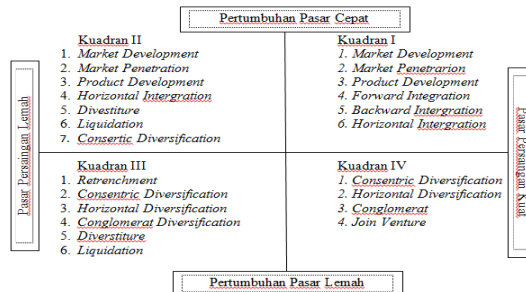 Pertumbuhan Pasar Cepat
Kuadran II
1. Market Development
2. Market Penetration
3. Product Development
4. Horizontal Intergration
5. Divestiture
6. Liquidation
7. Consertic Diversification
Kuadran I
1. Market Development
2. Market Penetrarion
3. Product Development
4. Forward Integration
5. Backward Intergration
6. Horizontal Intergration
Pasar Persaingan Lemah
Pasar Persaingan Kuat
Kuadran III
1. Retrenchment
2. Consentric Diversification
3. Horizontal Diversification
4. Conglomerat Diversification
5. Diverstiture
6. Liquidation
Kuadran IV
1. Consentric Diversification
2. Horizontal Diversification
3. Conglomerat
4. Join Venture
Pertumbuhan Pasar Lemah